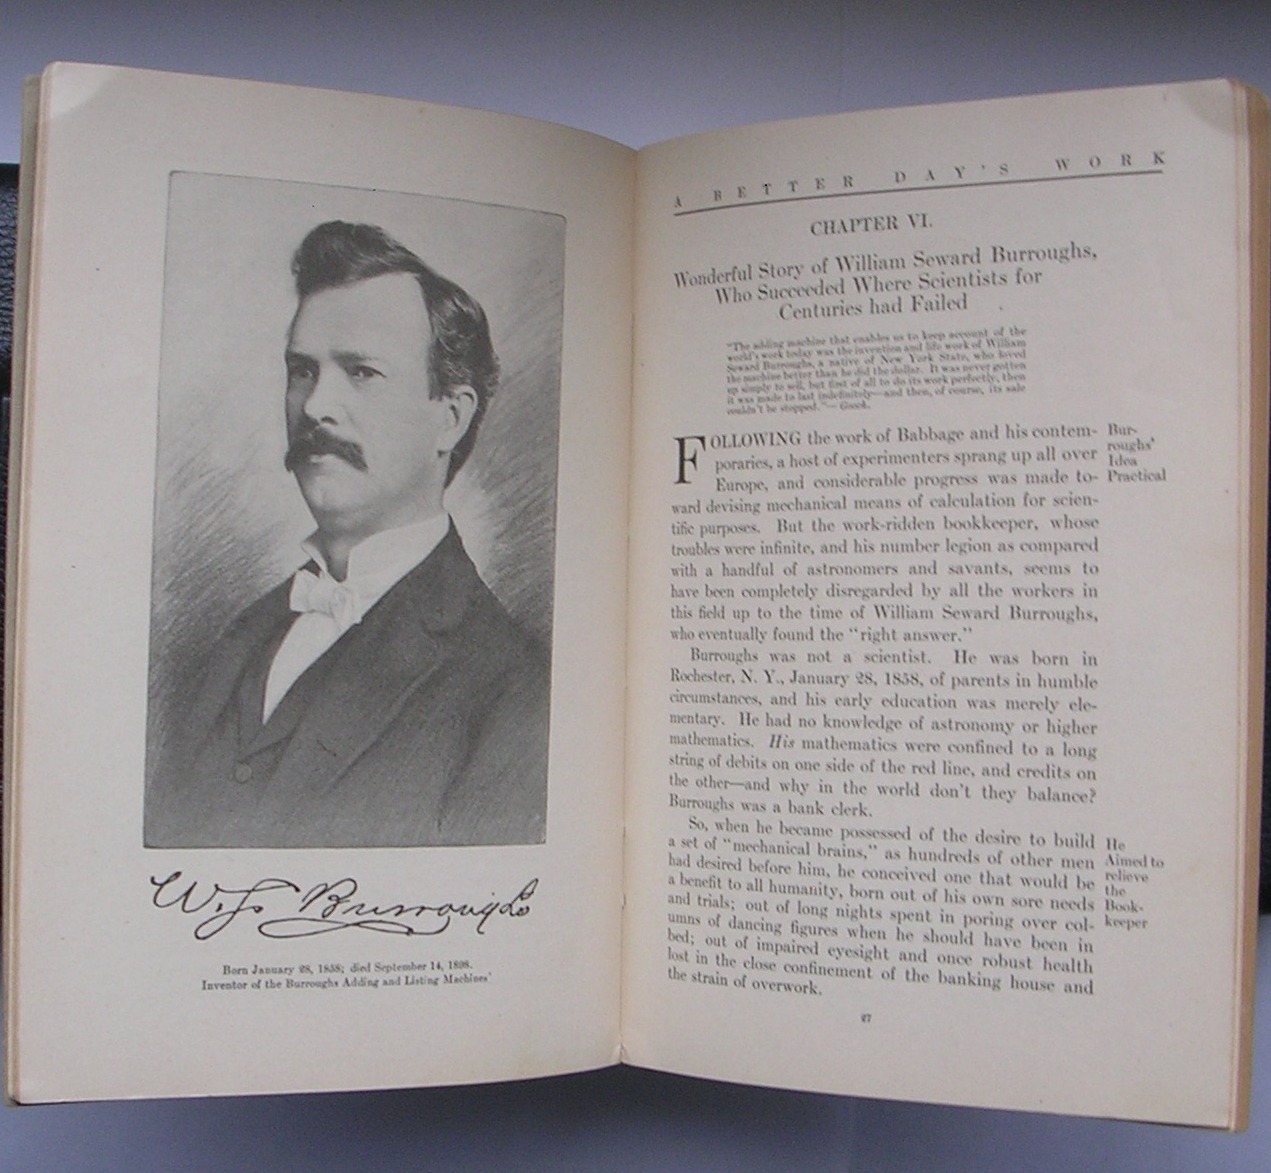 W. S. Burroughs
Born January 28, 1858; died September 14, 1898.
Inventor of the Burroughs Adding and Listing Machines'
A BETTER DAY'S WORK
CHAPTER VI.
Wonderful Story of William Seward Burroughs,
Who Succeeded Where Scientists for
Centuries had Failed
"The adding machine that enables us to keep account of the
world's work today was the invention and life work of William
Seward Burroughs, a native of New York State, who loved
the machine better than he did the dollar. It was never gotten
up simply to sell, but first of all to do its work perfectly, then
it was made to last indefinitely—and then, of course, its sale
couldn't be stopped."—
FOLLOWING the work of Babbage and his contem-
poraries, a host of experimenters sprang up all over
Europe, and considerable progress was made to-
ward devising mechanical means of calculation for scien-
tific purposes. But the work-ridden bookkeeper, whose
troubles were infinite, and his number legion as compared
with a handful of astronomers and savants, seems to
have been completely disregarded by all the workers in
this field up to the time of William Seward Burroughs,
who eventually found the "right answer."
Bur-
roughs'
Idea
Practical
Burroughs was not a scientist. He was born in
Rochester, N. Y., January 28, 1858, of parents in humble
circumstances, and his early education was merely ele-
mentary. He had no knowledge of astronomy or higher
mathematics. His mathematics were confined to a long
string of debits on one side of the red line, and credits on
the other—and why in the world don't they balance?
Burroughs was a bank clerk.
So, when he became possessed of the desire to build
a set of "mechanical brains," as hundreds of other men
had desired before him, he conceived one that would be
a benefit to all humanity, born out of his own sore needs
and trials; out of long nights spent in poring over col-
umns of dancing figures when he should have been in
bed; out of impaired eyesight and once robust health
lost in the close confinement of the banking house and
the strain of overwork.
He
Aimed to
relieve
the
Book-
keeper
27